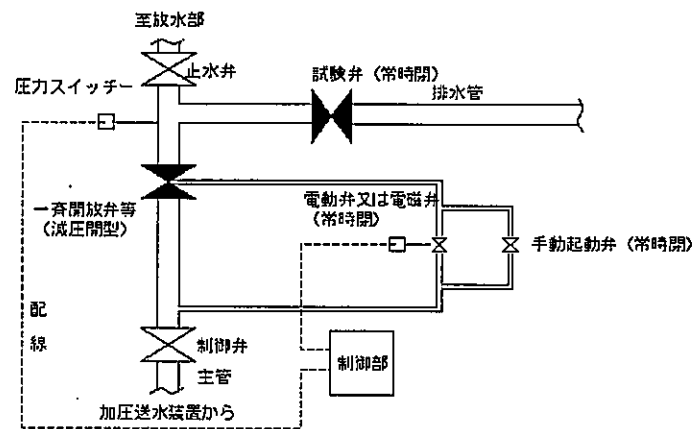 至放水部
止水弁
圧力スイッチー
試験弁（常時閉）
排水管
一斉開放弁等
（減圧開型）
電動弁又は電磁弁
（常時閉）
手動起動弁（常時閉）
配
線
制御弁
主管
制御部
加圧送水装置から